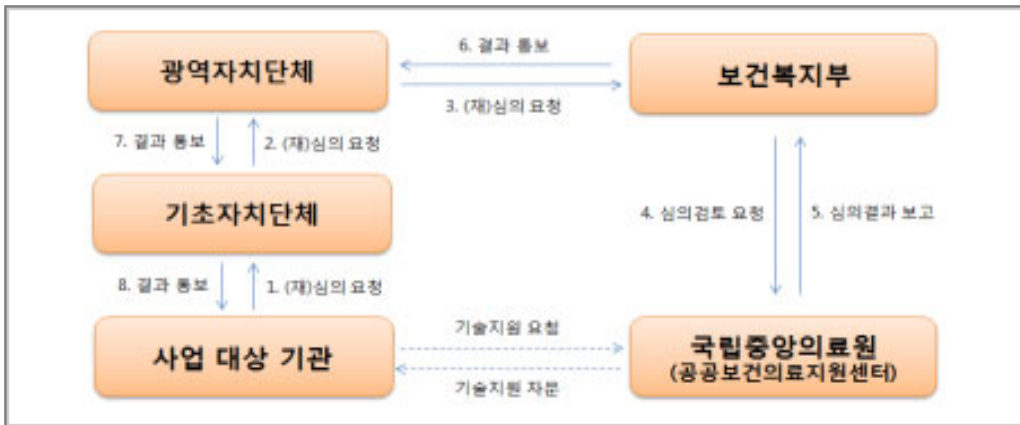 6. 결과 통보
광역자치단체
보건복지부
3. (재)심의 요청
7. 결과 통보
2. (재)심의 요청
기초자치단체
4. 심의검토 요청
5. 심의결과 보고
8. 결과 통보
1. (재)심의 요청
사업 대상 기관
기술지원 요청
국립중앙의료원
(공공보건의료지원센터)
기술지원 자문